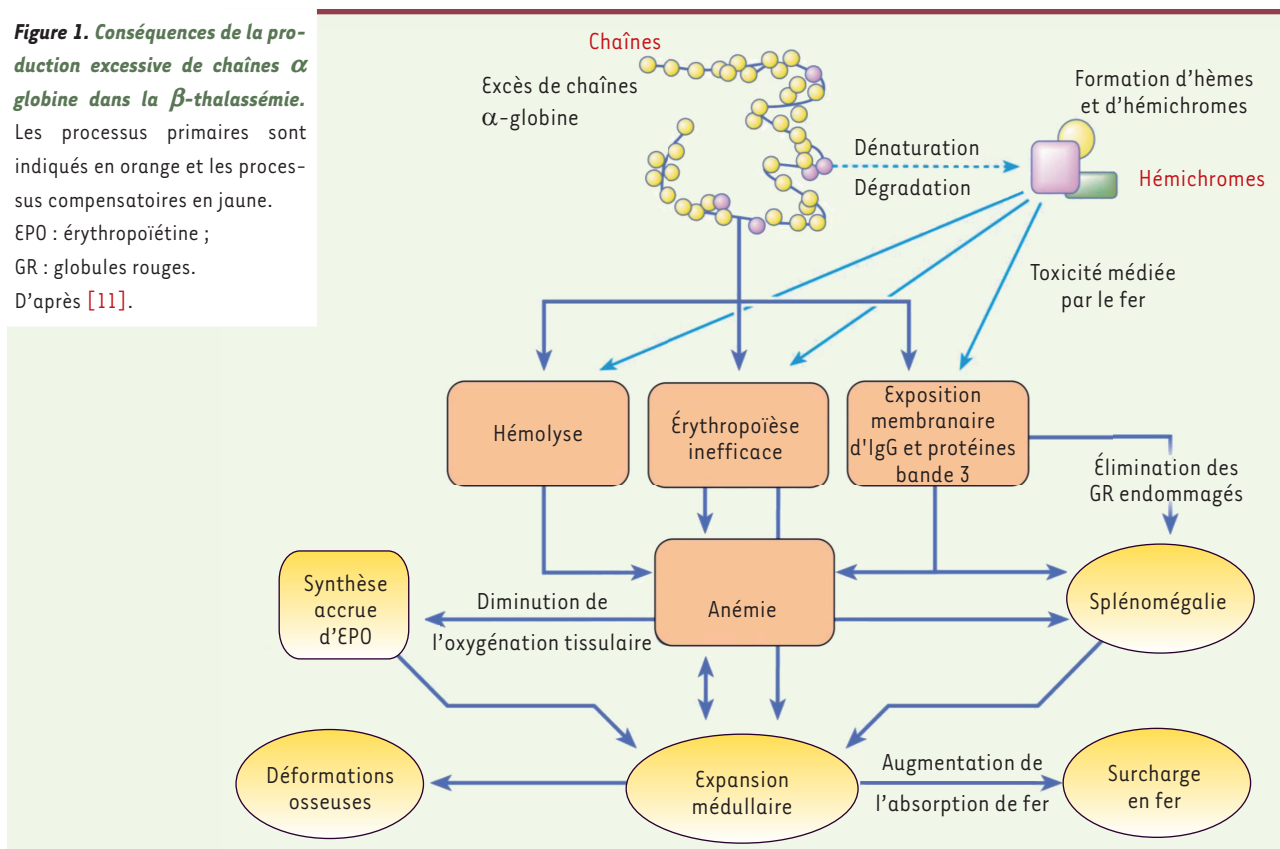 Figure 1. Conséquences de la pro-
duction excessive de chaînes α
globine dans la β-thalassémie.
Les processus primaires sont
indiqués en orange et les proces-
sus compensatoires en jaune.
EPO : érythropoïétine ;
GR : globules rouges.
D'après [11].
Chaînes
Excès de chaînes
α-globine
Formation d'hèmes
et d'hémichromes
Dénaturation
Dégradation
Hémichromes
Toxicité médiée
par le fer
Hémolyse
Érythropoïèse
inefficace
Exposition
membranaire
d'IgG et protéines
bande 3
Élimination des
GR endommagés
Synthèse
accrue
d'EPO
Diminution de
l'oxygénation tissulaire
Anémie
Splénomégalie
Déformations
osseuses
Expansion
médullaire
Augmentation de
l'absorption de fer
Surcharge
en fer